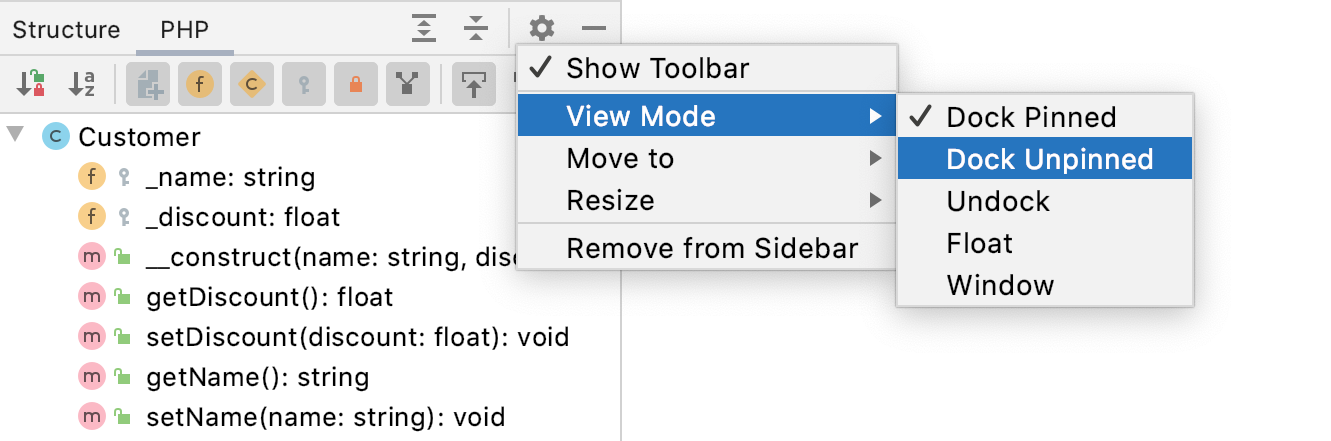 Structure PHP
Show Toolbar
View Mode
Move to
Resize
Remove from Sidebar
Dock Pinned
Dock Unpinned
Undock
Float
Window
a
z
f
C
C Customer
f _name: string
f _discount: float
m __construct(name: string, disc
m getDiscount(): float
m setDiscount(discount: float): void
m getName(): string
m setName(name: string): void